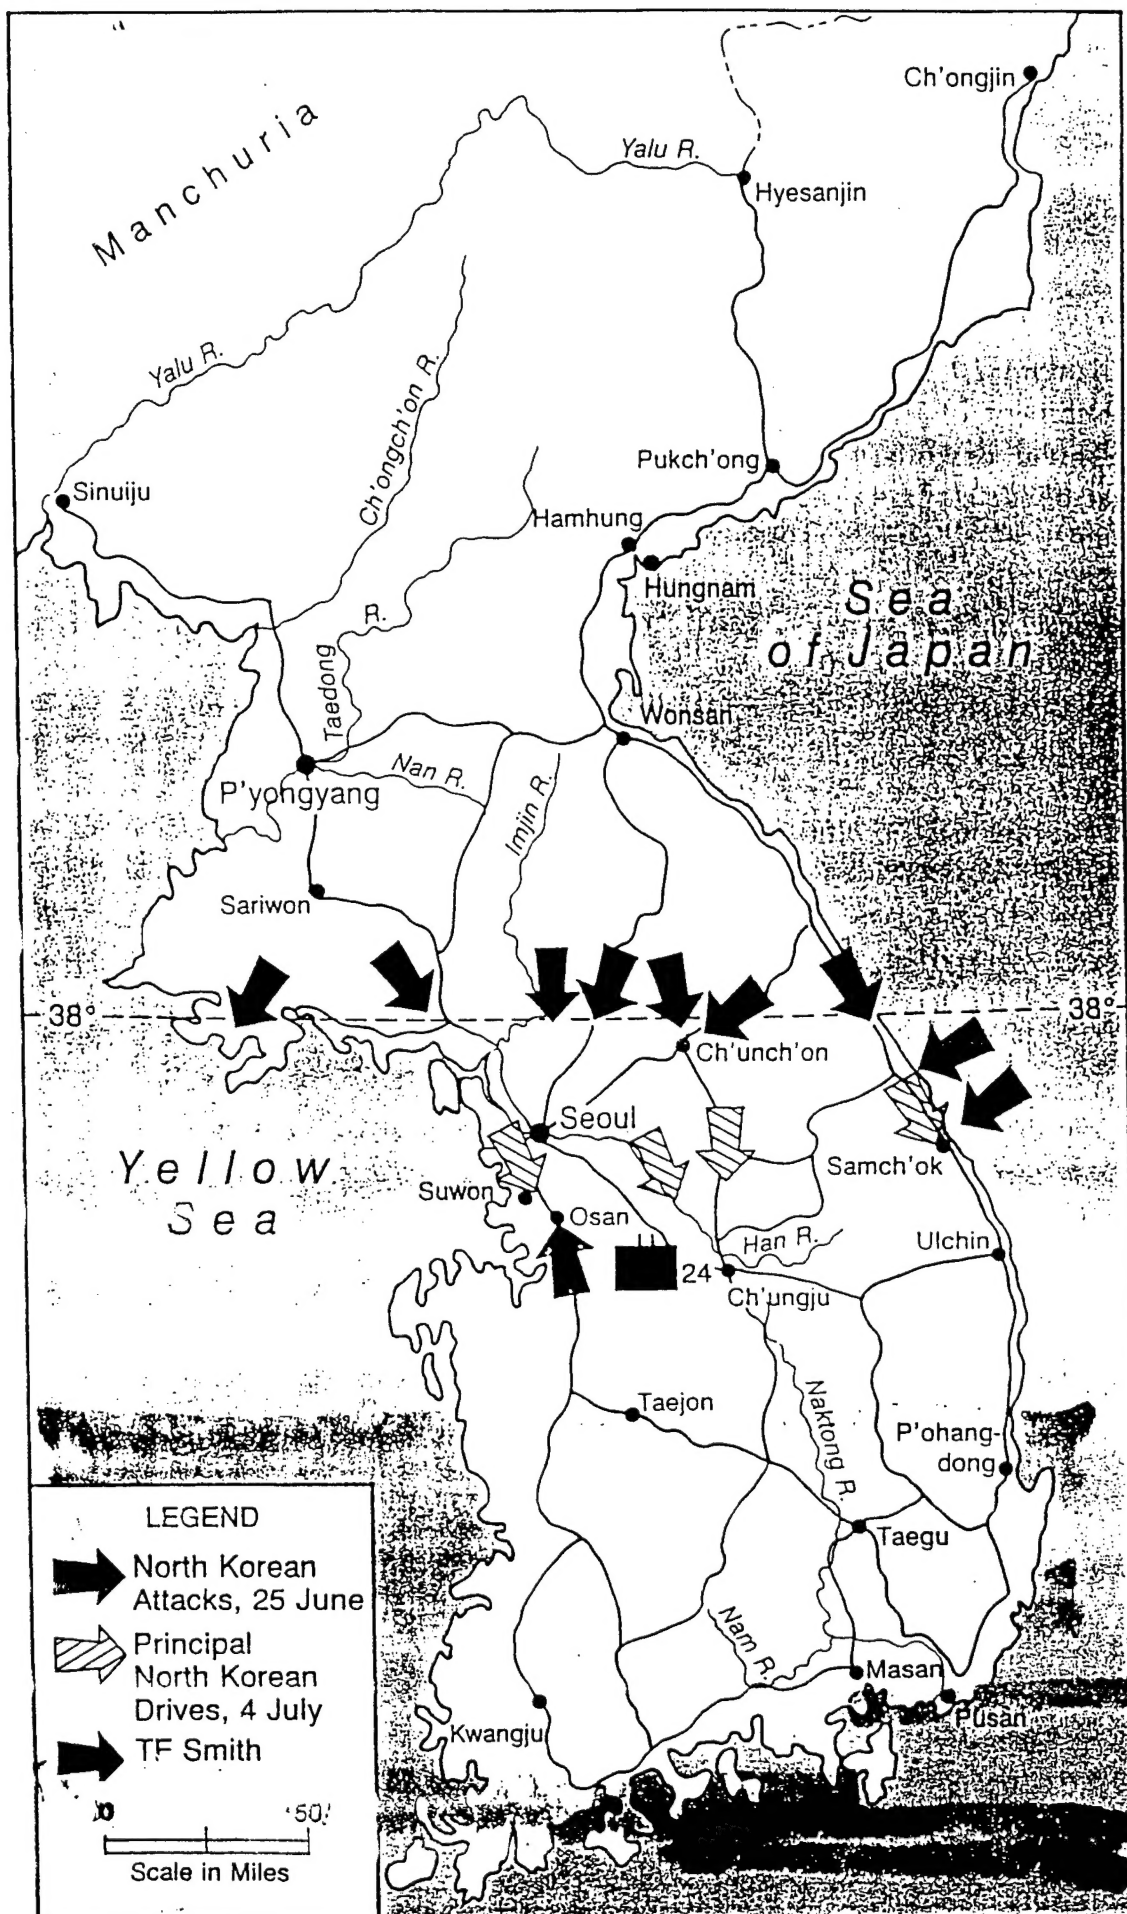 Ch'ongjin
Manchuria
Yalu R.
Hyesanjin
Yalu R.
Ch'ongch'on R.
Pukch'ong
Sinuiju
Hamhung
Hungnam
Sea
of Japan
R.
Taedong
Wonsan
Nan R.
P'yongyang
Imjin R.
Sariwon
38°
38°
Ch'unch'on
Seoul
Yellow
Sea
Samch'ok
Suwon
Osan
Han R.
Ulchin
24
Ch'ungju
Taejon
Naktong R.
P'ohang-
dong
Taegu
Nam R.
Masan
Pusan
Kwangju
LEGEND
North Korean
Attacks, 25 June
Principal
North Korean
Drives, 4 July
TF Smith
0 50
Scale in Miles